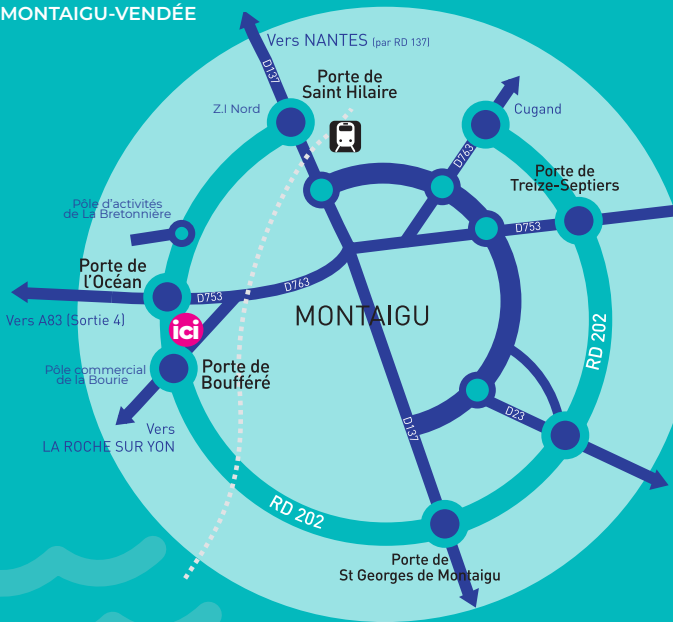 MONTAIGU-VENDÉE
Vers NANTES (par RD 137)
D137
Porte de
Saint Hilaire
Z.I Nord
Cugand
D763
Porte de
Treize-Septiers
D753
Pôle d'activités
de La Bretonnière
Porte de
l'Océan
D753
D763
Vers A83 (Sortie 4)
ici
MONTAIGU
RD 202
Pôle commercial
de la Bourie
Porte de
Boufféré
Vers
LA ROCHE SUR YON
D137
D23
RD 202
Porte de
St Georges de Montaigu